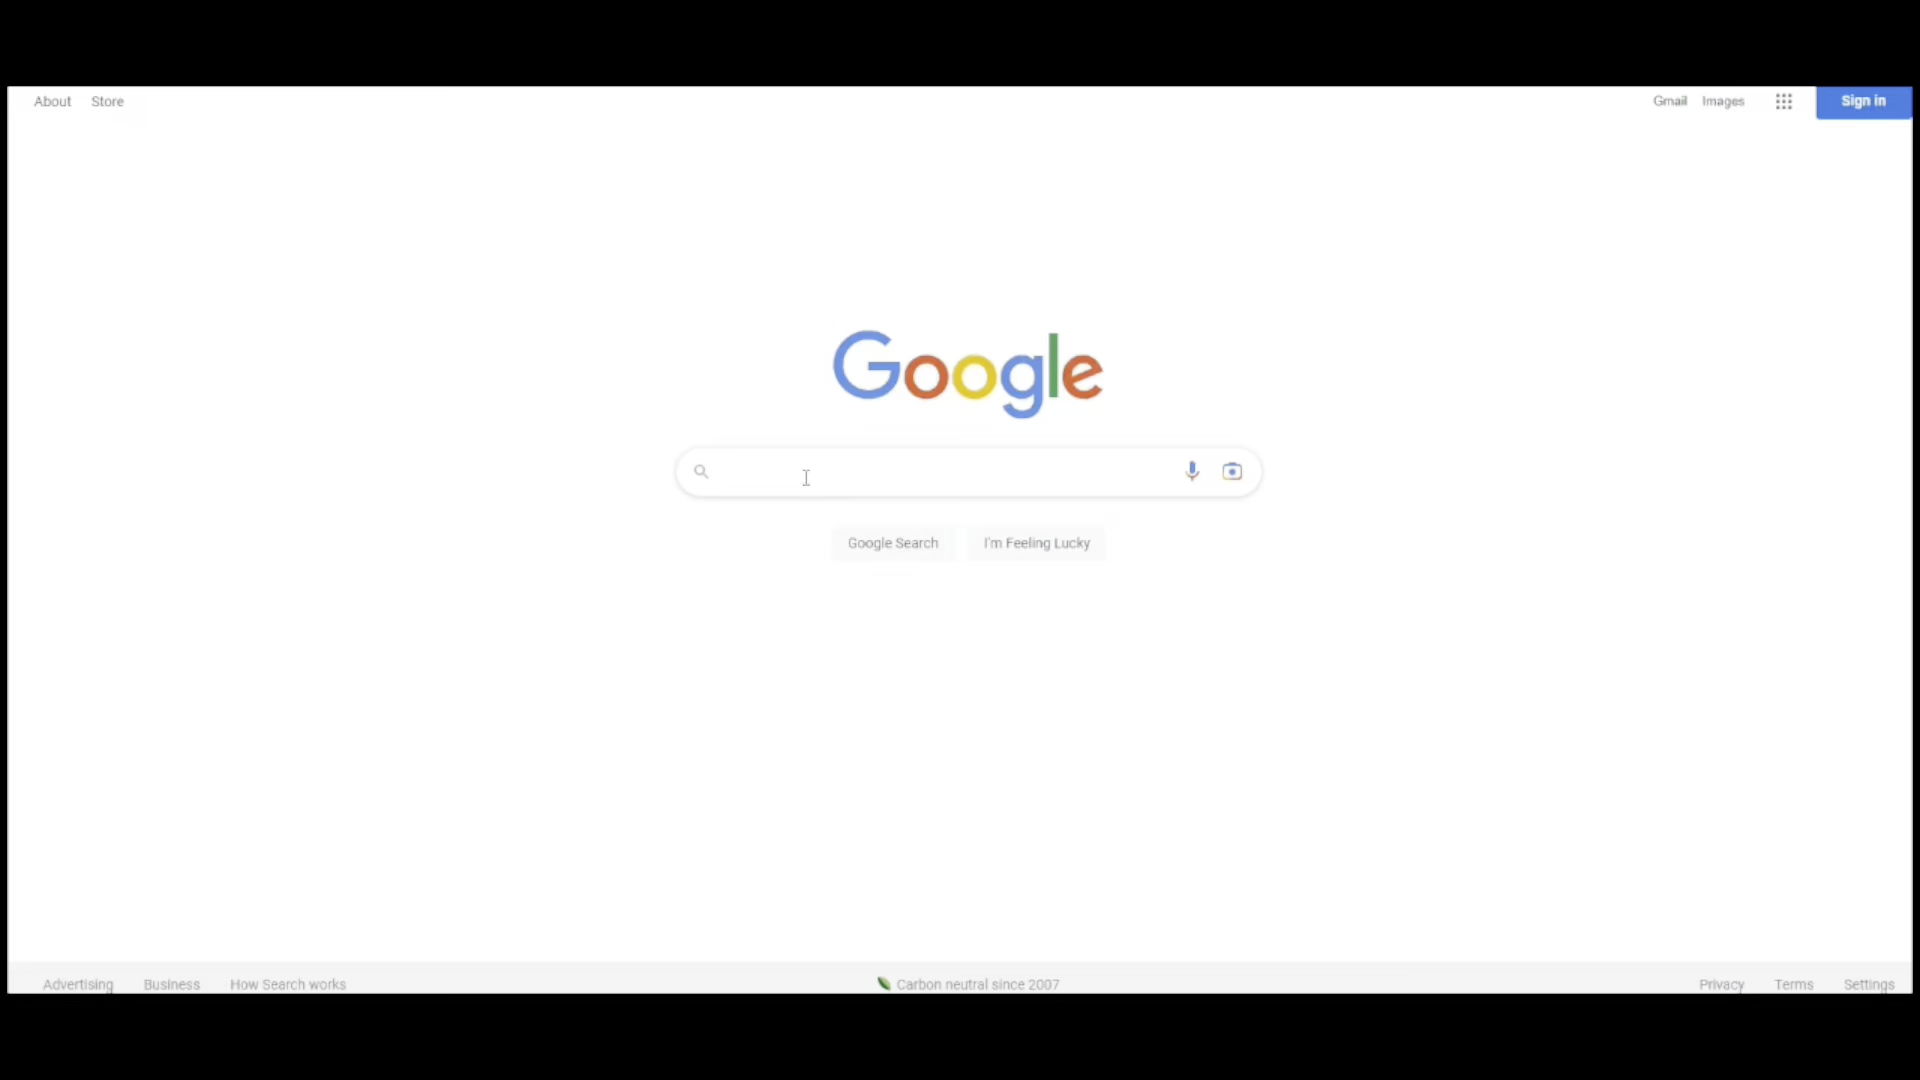 About Store
Gmail Images Sign in
Google
Google Search I'm Feeling Lucky
Advertising Business How Search works Carbon neutral since 2007 Privacy Terms Settings